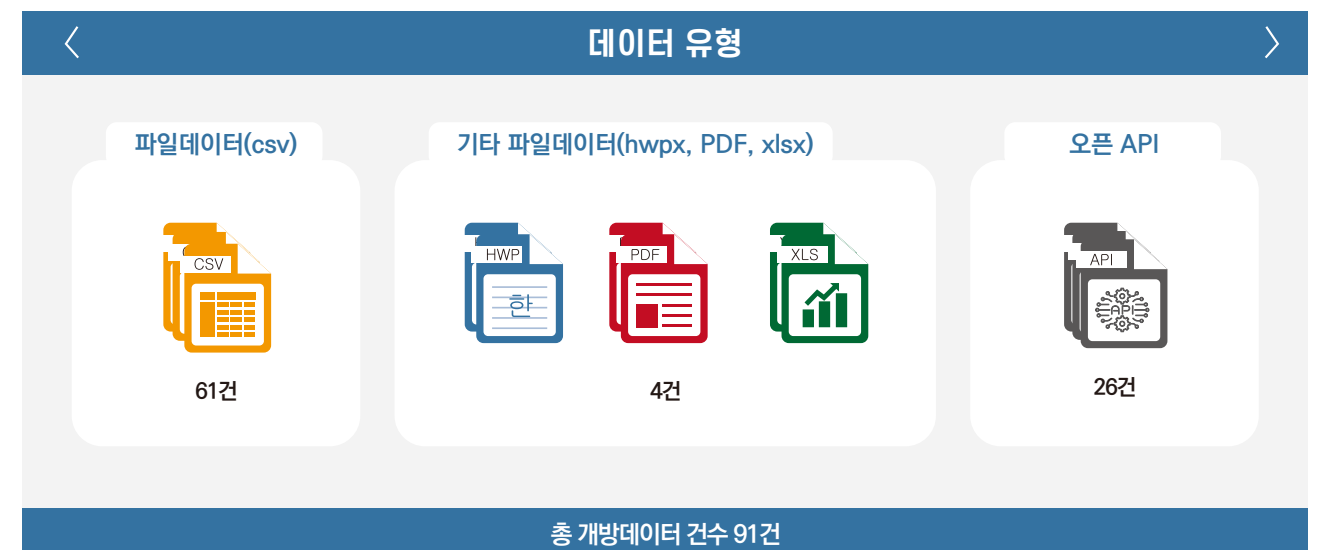 데이터 유형
파일데이터(csv)
기타 파일데이터(hwpx, PDF, xlsx)
오픈 API
CSV
HWP
한
PDF
XLS
API
API
61건
4건
26건
총 개방데이터 건수 91건